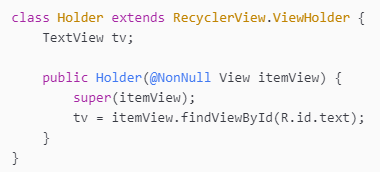 class Holder extends RecyclerView.ViewHolder {
    TextView tv;

    public Holder(@NonNull View itemView) {
        super(itemView);
        tv = itemView.findViewById(R.id.text);
    }
}